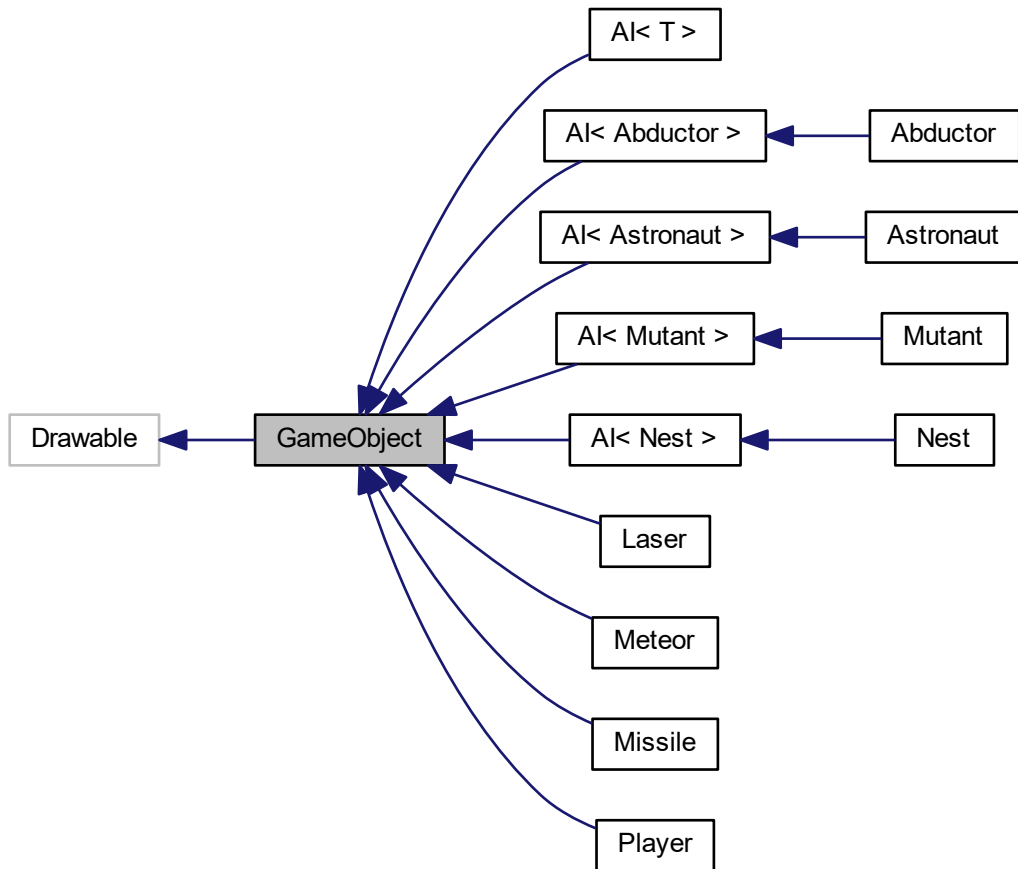 AI< T >
AI< Abductor >
Abductor
AI< Astronaut >
Astronaut
AI< Mutant >
Mutant
Drawable
GameObject
AI< Nest >
Nest
Laser
Meteor
Missile
Player